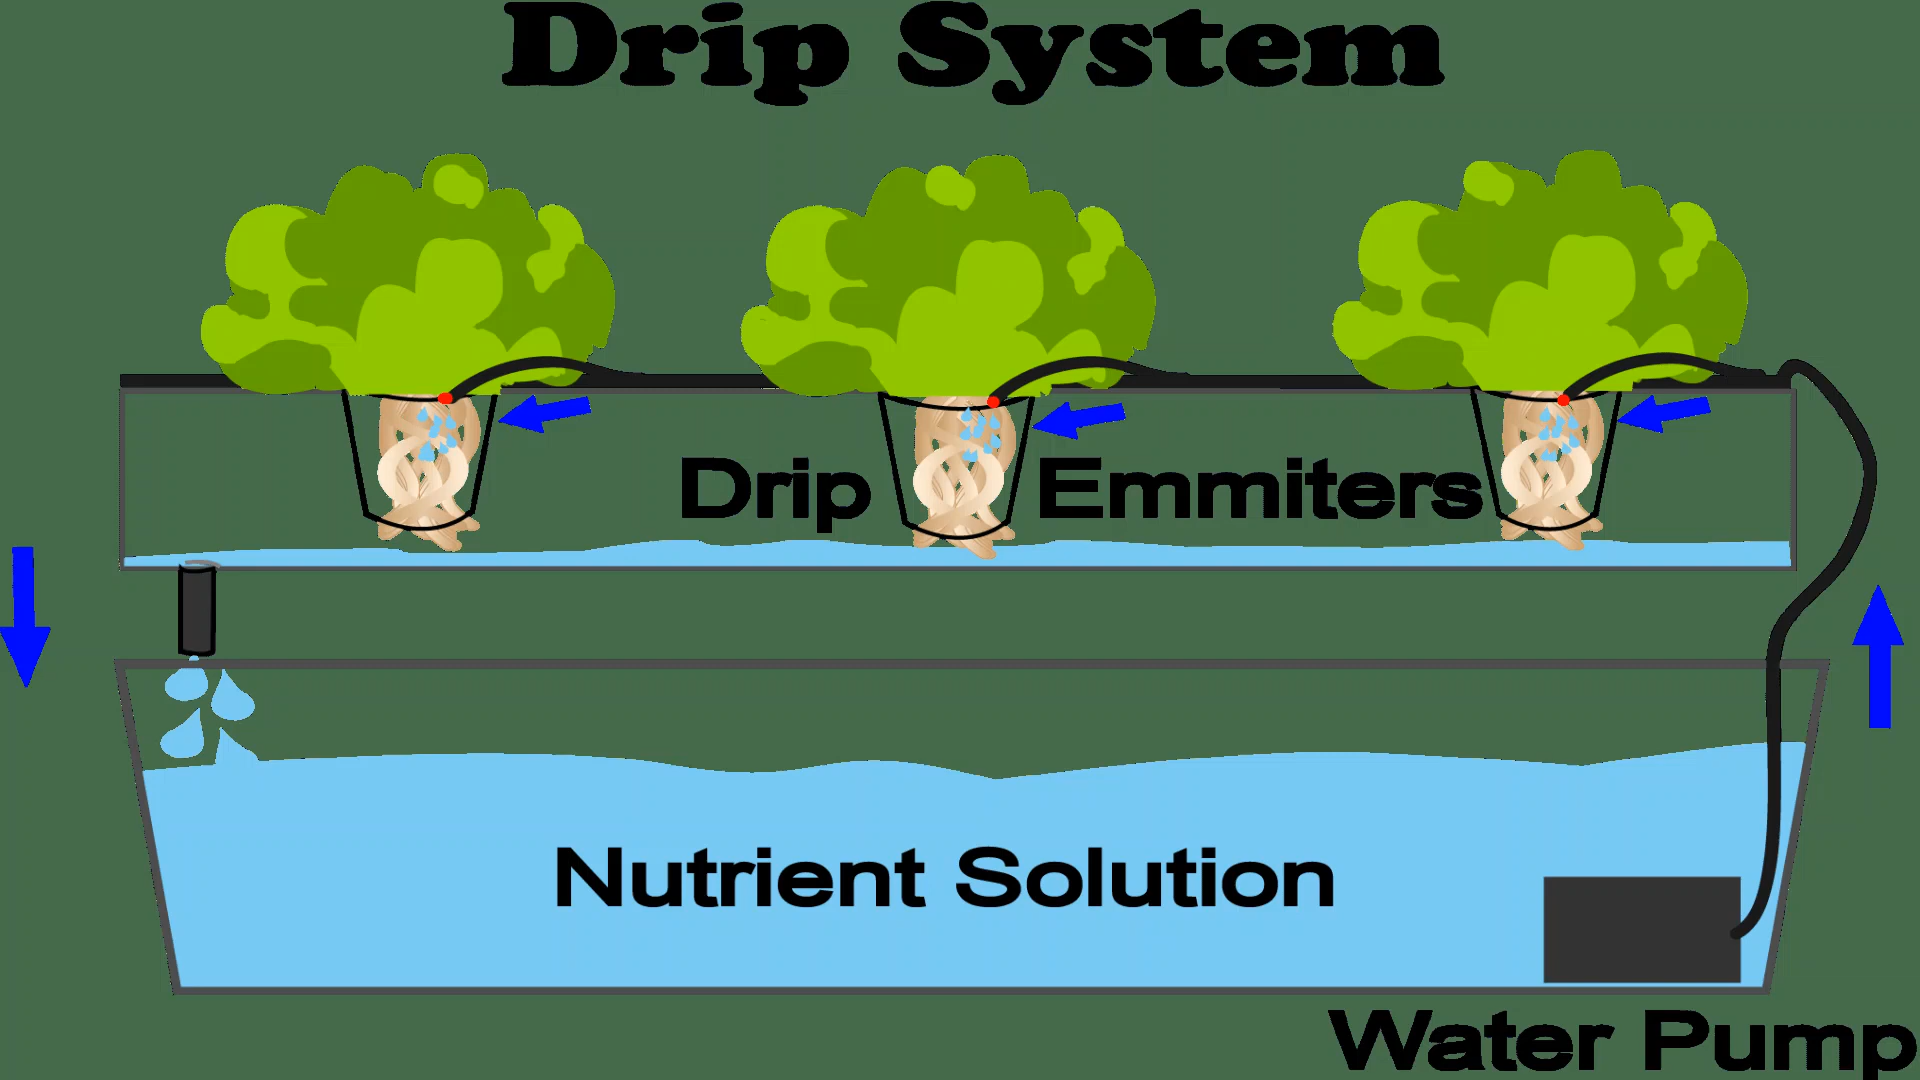 Drip System
Drip Emmiters
Nutrient Solution
Water Pump